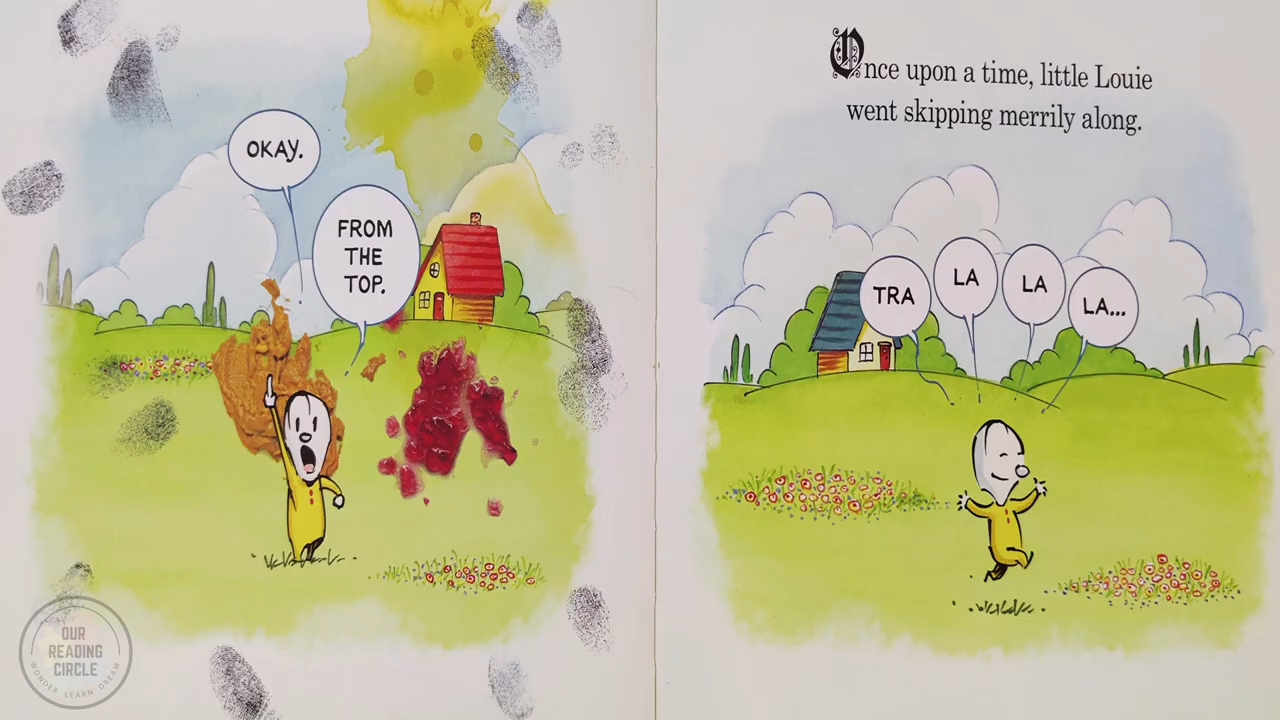 OKAY.
FROM
THE
TOP.
Once upon a time, little Louie
went skipping merrily along.
TRA
LA
LA
LA...
OUR
READING
CIRCLE
WONDER LEARN DREAM